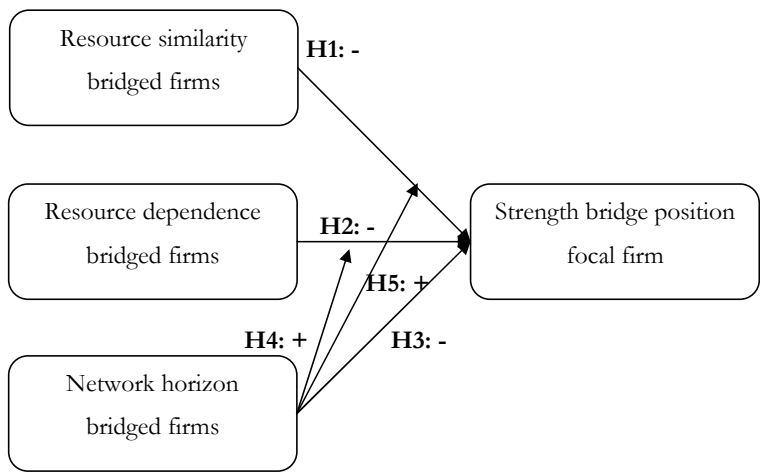 Resource similarity
bridged firms
H1: -
Resource dependence
bridged firms
H2: -
Strength bridge position
focal firm
H5: +
H4: +
H3: -
Network horizon
bridged firms